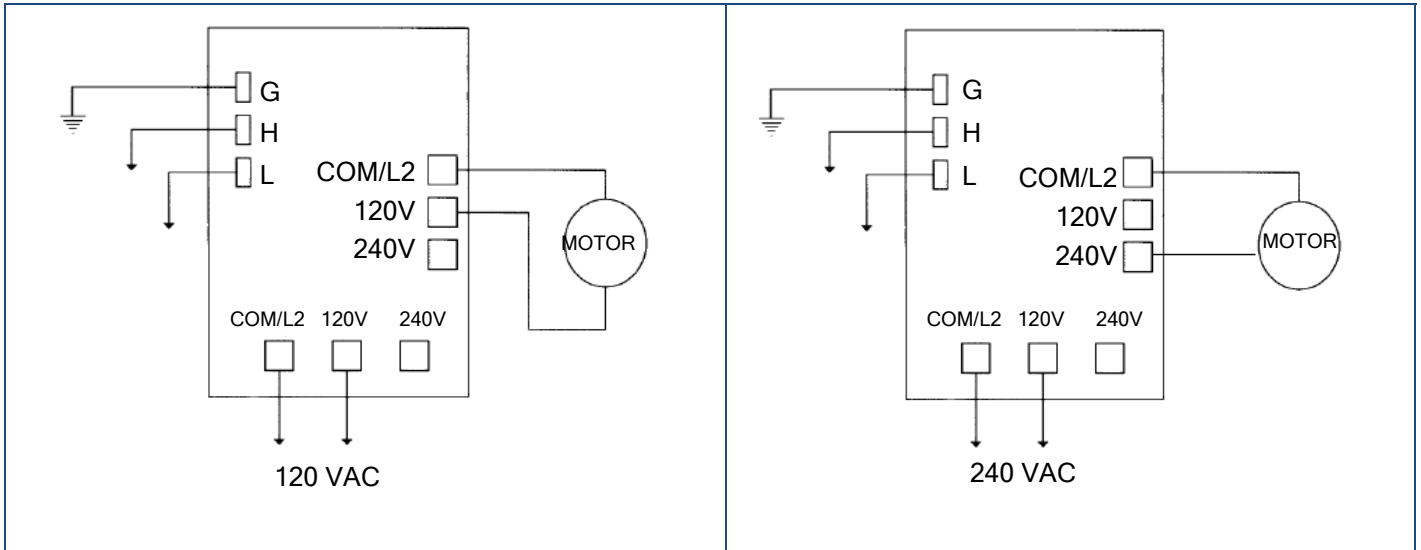 G
H
L
COM/L2
120V
240V
MOTOR
COM/L2 120V 240V
120 VAC
G
H
L
COM/L2
120V
240V
MOTOR
COM/L2 120V 240V
240 VAC